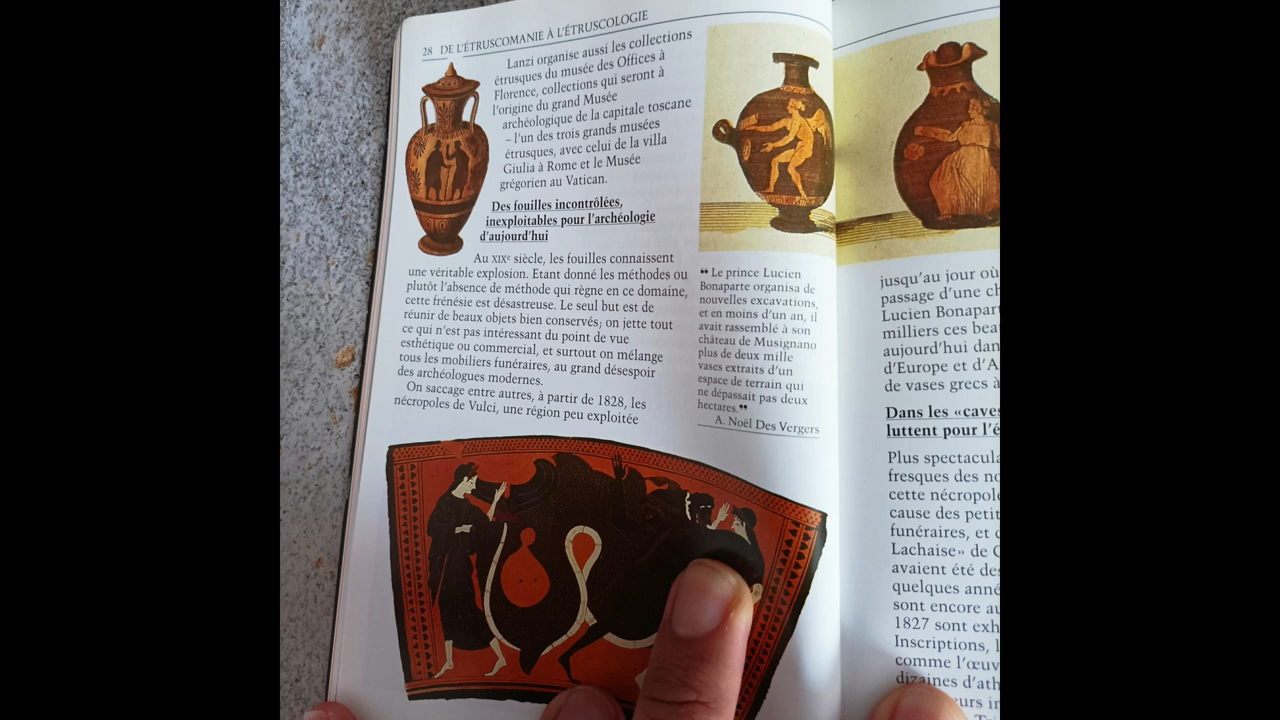 28 DE L'ÉTRUSCOMANIE À L'ÉTRUSCOLOGIE
Lanzi organise aussi les collections
étrusques du musée des Offices à
Florence, collections qui seront à
l'origine du grand Musée
archéologique de la capitale toscane
– l'un des trois grands musées
étrusques, avec celui de la villa
Giulia à Rome et le Musée
grégorien au Vatican.
Des fouilles incontrôlées,
inexploitables pour l'archéologie
d'aujourd'hui
Au XIXe siècle, les fouilles connaissent
une véritable explosion. Etant donné les méthodes ou
plutôt l'absence de méthode qui règne en ce domaine,
cette frénésie est désastreuse. Le seul but est de
réunir de beaux objets bien conservés; on jette tout
ce qui n'est pas intéressant du point de vue
esthétique ou commercial, et surtout on mélange
tous les mobiliers funéraires, au grand désespoir
des archéologues modernes.
On saccage entre autres, à partir de 1828, les
nécropoles de Vulci, une région peu exploitée
❝ Le prince Lucien
Bonaparte organisa de
nouvelles excavations,
et en moins d'un an, il
avait rassemblé à son
château de Musignano
plus de deux mille
vases extraits d'un
espace de terrain qui
ne dépassait pas deux
hectares.❞
A. Noël Des Vergers
jusqu'au jour où
passage d'une
Lucien
milliers ces
aujourd'hui
d'Europe et
de vases grecs à
Dans les «caves
luttent pour
Plus
fresques des
cette
cause des
funéraires, et
Lachaise» de
avaient été
quelques
sont encore
1827 sont
Inscriptions,
comme
dizaines